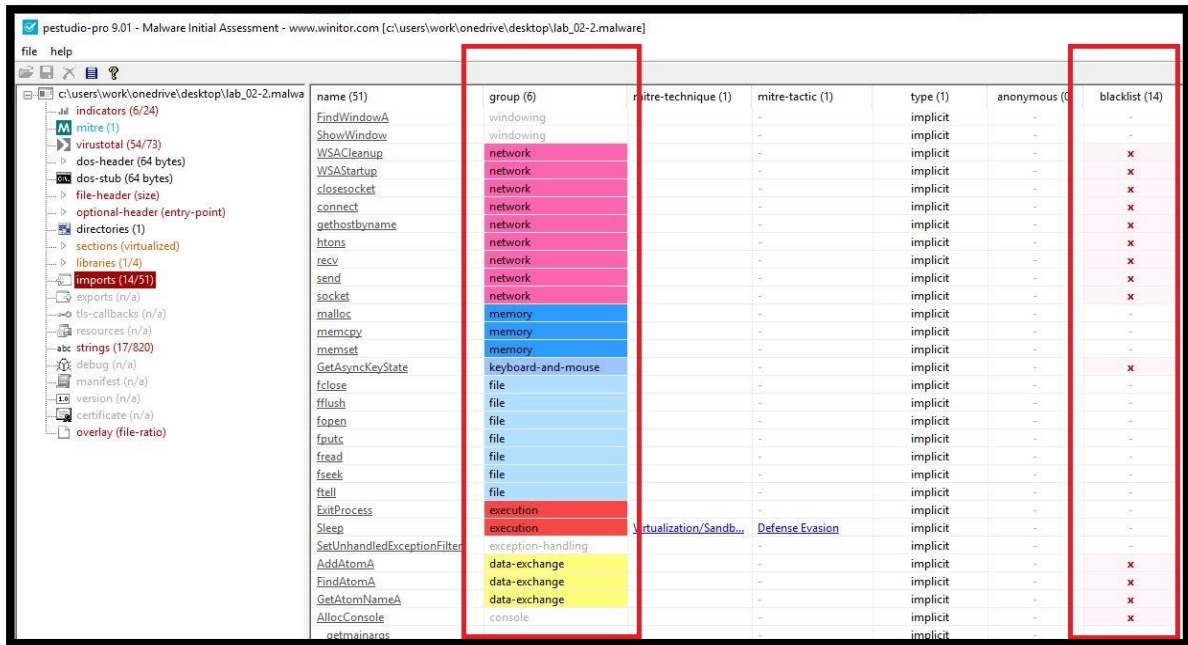 pestudio-pro 9.01 - Malware Initial Assessment - www.winitor.com [c:\users\work\onedrive\desktop\lab_02-2.malware]
file help
c:\users\work\onedrive\desktop\lab_02-2.malwa
indicators (6/24)
M mitre (1)
virustotal (54/73)
dos-header (64 bytes)
dos-stub (64 bytes)
file-header (size)
optional-header (entry-point)
directories (1)
sections (virtualized)
libraries (1/4)
imports (14/51)
exports (n/a)
tls-callbacks (n/a)
resources (n/a)
abc strings (17/820)
debug (n/a)
manifest (n/a)
1.0 version (n/a)
certificate (n/a)
overlay (file-ratio)
name (51) group (6) mitre-technique (1) mitre-tactic (1) type (1) anonymous (0 blacklist (14)
FindWindowA windowing - implicit - -
ShowWindow windowing - implicit - -
WSACleanup network - implicit - x
WSAStartup network - implicit - x
closesocket network - implicit - x
connect network - implicit - x
gethostbyname network - implicit - x
htons network - implicit - x
recv network - implicit - x
send network - implicit - x
socket network - implicit - x
malloc memory - implicit - -
memcpy memory - implicit - -
memset memory - implicit - -
GetAsyncKeyState keyboard-and-mouse - implicit - x
fclose file - implicit - -
fflush file - implicit - -
fopen file - implicit - -
fputc file - implicit - -
fread file - implicit - -
fseek file - implicit - -
ftell file - implicit - -
ExitProcess execution - implicit - -
Sleep execution Virtualization/Sandb... Defense Evasion implicit - -
SetUnhandledExceptionFilter exception-handling - implicit - -
AddAtomA data-exchange - implicit - x
FindAtomA data-exchange - implicit - x
GetAtomNameA data-exchange - implicit - x
AllocConsole console - implicit - x
getmainargs implicit